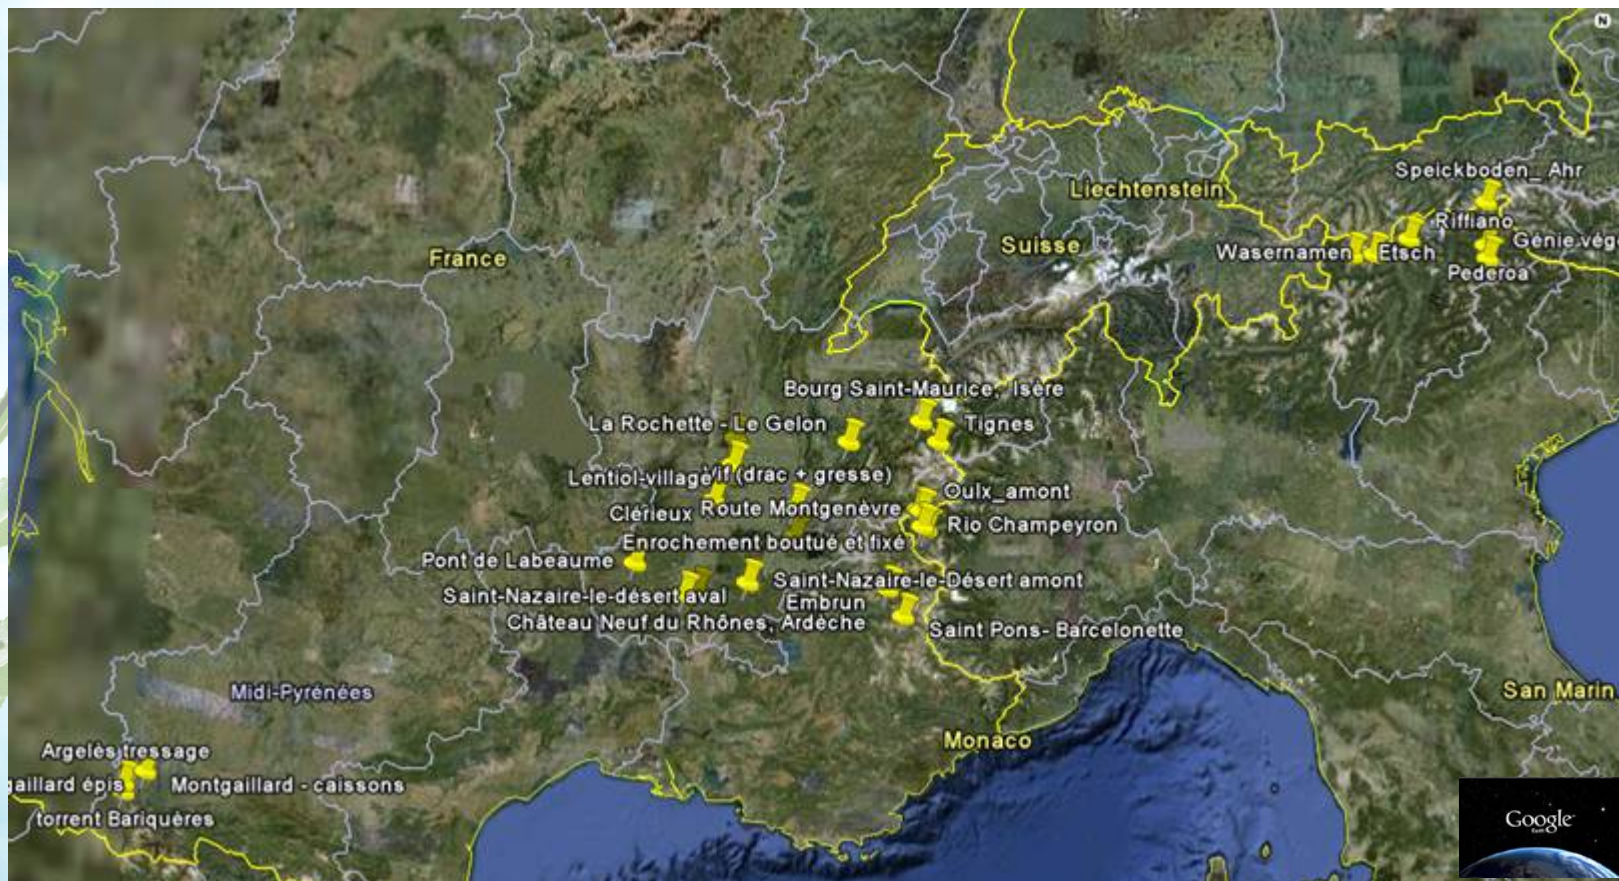 N
Speickboden_ Ahr
Liechtenstein
Riffiano
Suisse
Génie vég
France
Wasernamen
Etsch
Pederoa
Bourg Saint-Maurice, Isère
La Rochette - Le Gelon
Tignes
Lentiol-village
Vif (drac + gresse)
Oulx_amont
Clérieux
Route Montgenèvre
Rio Champeyron
Enrochement boutué et fixé
Pont de Labeaume
Saint-Nazaire-le-Désert amont
Saint-Nazaire-le-désert aval
Embrun
Château Neuf du Rhônes, Ardèche
Saint Pons- Barcelonette
Midi-Pyrénées
San Marin
Monaco
Argelès tressage
gaillard épis
Montgaillard - caissons
torrent Bariquères
Google